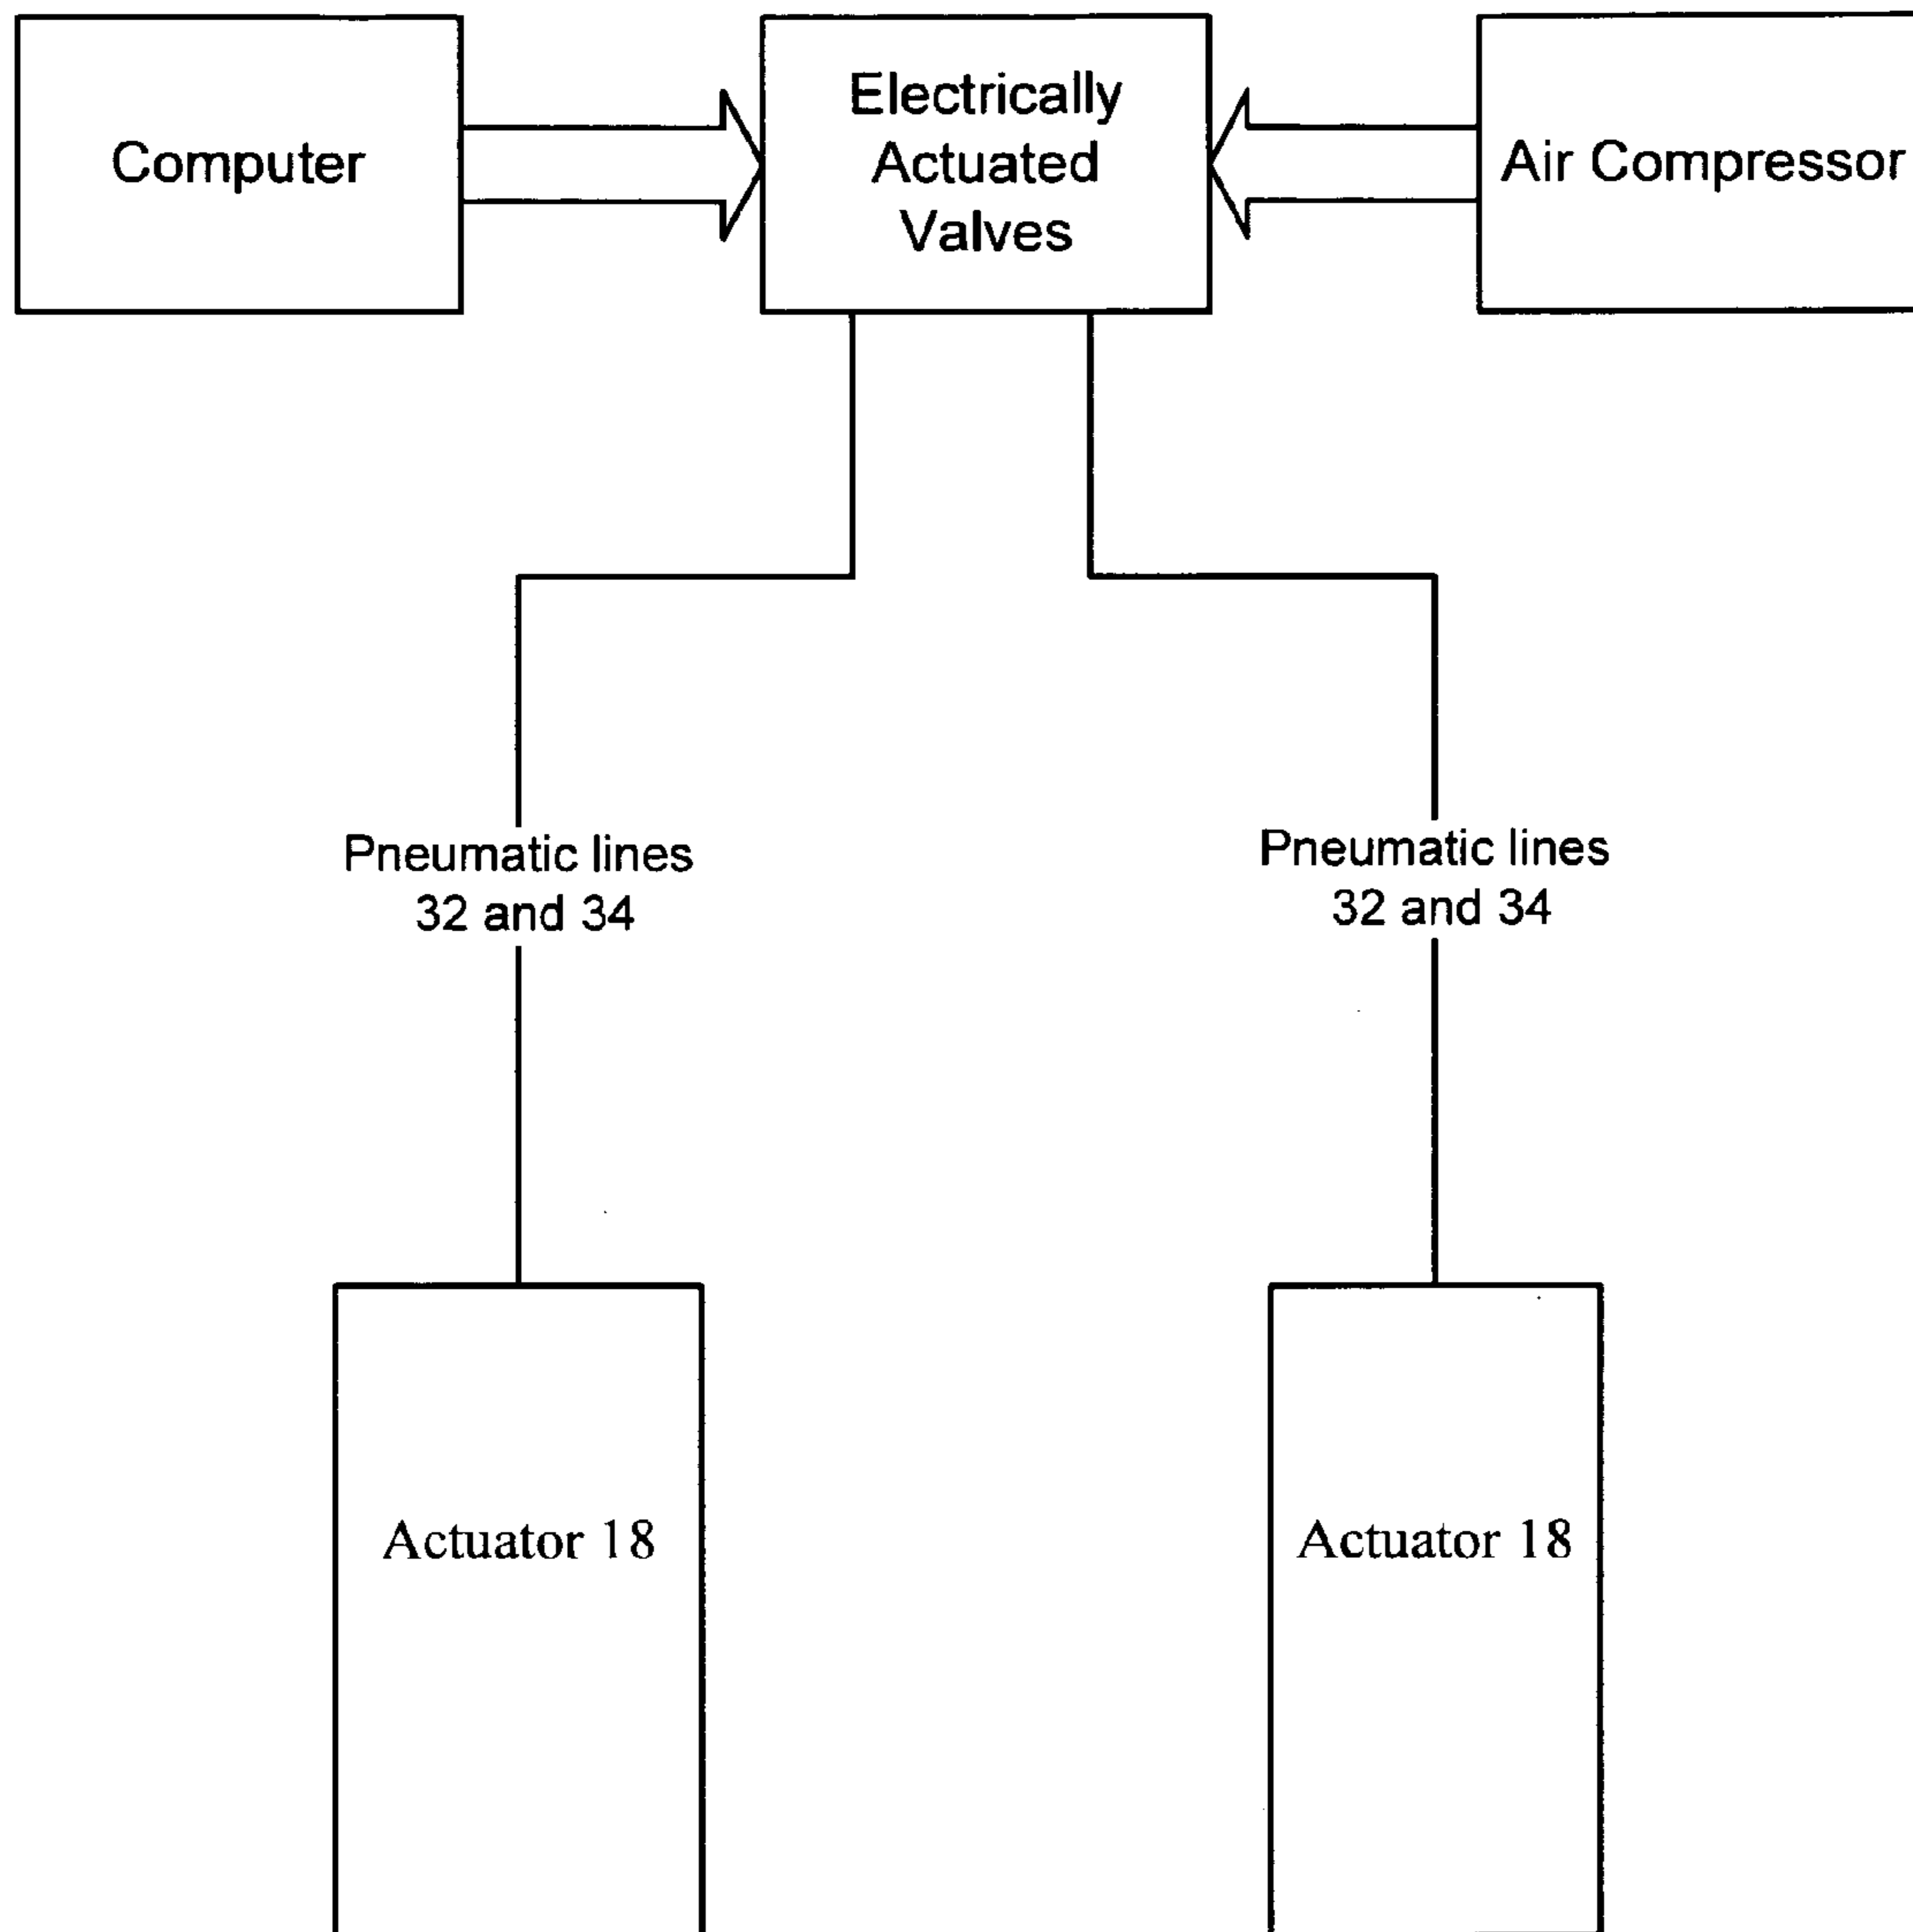 Computer
Electrically
Actuated
Valves
Air Compressor
Pneumatic lines
32 and 34
Pneumatic lines
32 and 34
Actuator 18
Actuator 18